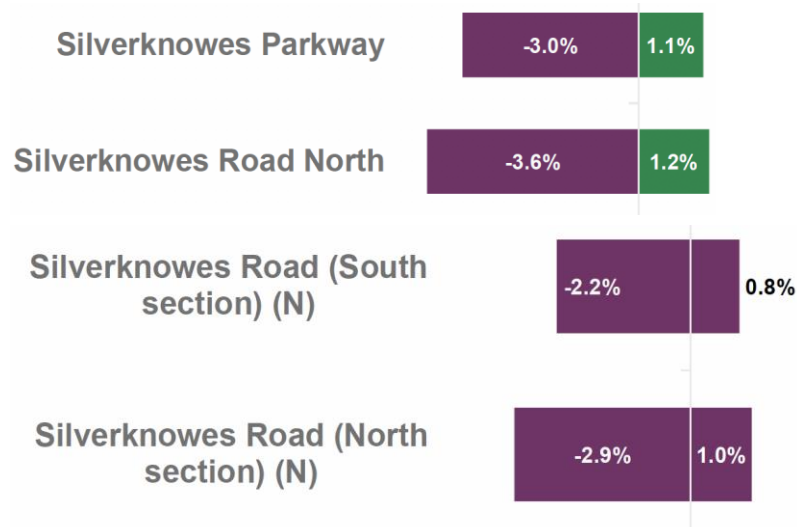 Silverknowes Parkway
-3.0%
1.1%
Silverknowes Road North
-3.6%
1.2%
Silverknowes Road (South
section) (N)
-2.2%
0.8%
Silverknowes Road (North
section) (N)
-2.9%
1.0%